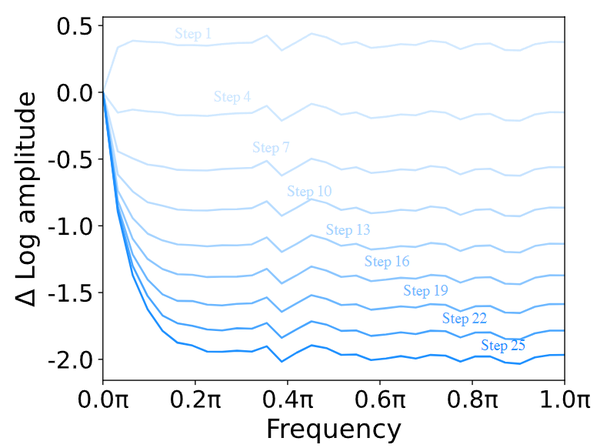 0.5
0.0
-0.5
-1.0
-1.5
-2.0
Δ Log amplitude
Step 1
Step 4
Step 7
Step 10
Step 13
Step 16
Step 19
Step 22
Step 25
0.0π 0.2π 0.4π 0.6π 0.8π 1.0π
Frequency